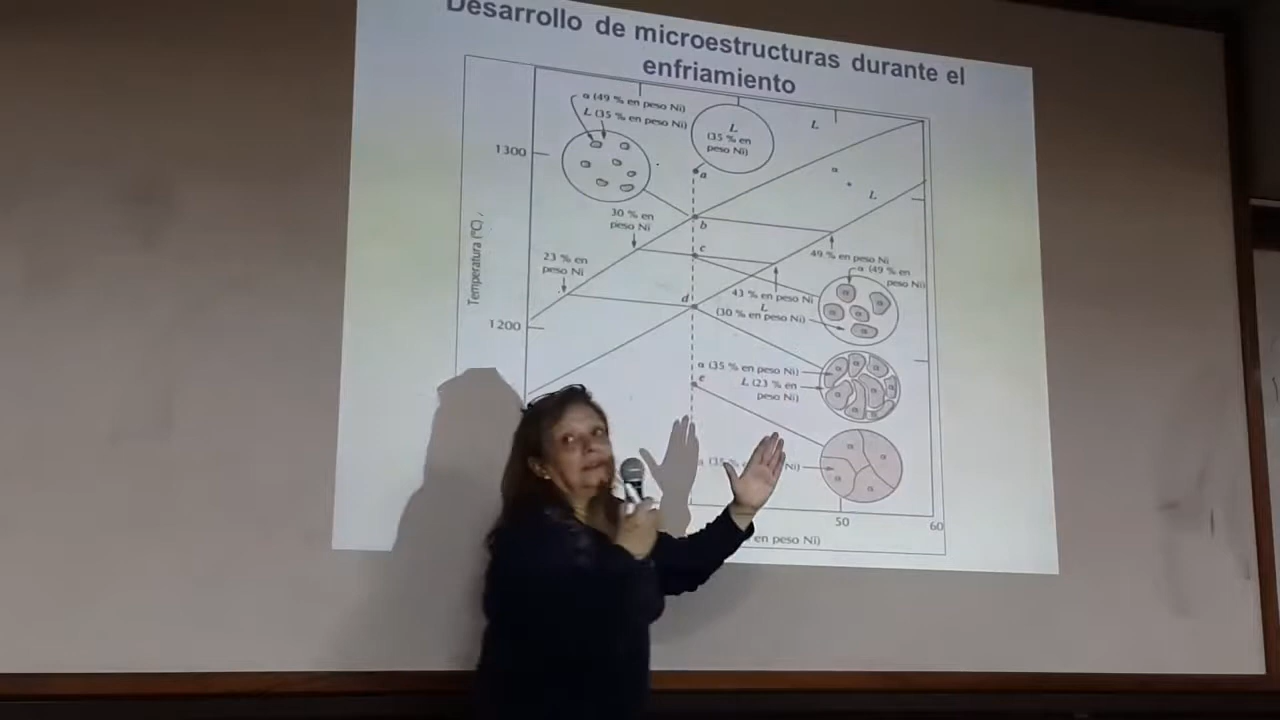 Desarrollo de microestructuras durante el
enfriamiento
α (49 % en peso Ni)
L (35 % en peso Ni)
L
(35 % en
peso Ni)
L
1300
a
α
L
30 % en
peso Ni
b
c
49 % en peso Ni
23 % en
peso Ni
α (49 % en
peso Ni)
Temperatura (°C)
d
43 % en peso Ni
L
(30 % en peso Ni)
α
α
α
α
α
1200
α (35 % en peso Ni)
L (23 % en
peso Ni)
e
α
α
α
α
α
α
α
α
α (35
Ni)
α
α
α
α
50
60
en peso Ni)